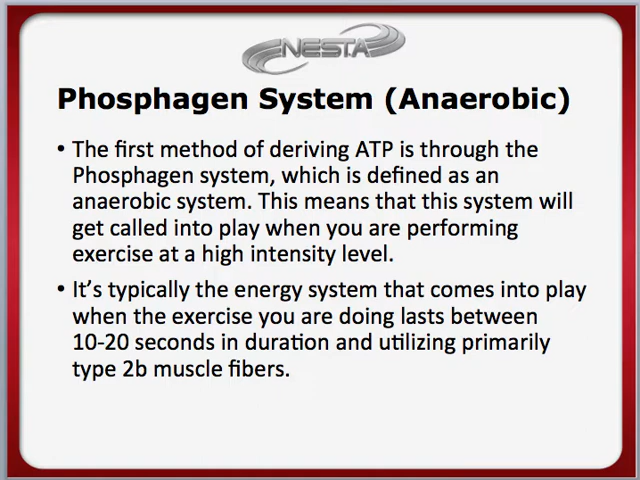 NESTA
Phosphagen System (Anaerobic)
• The first method of deriving ATP is through the
Phosphagen system, which is defined as an
anaerobic system. This means that this system will
get called into play when you are performing
exercise at a high intensity level.
• It’s typically the energy system that comes into play
when the exercise you are doing lasts between
10-20 seconds in duration and utilizing primarily
type 2b muscle fibers.